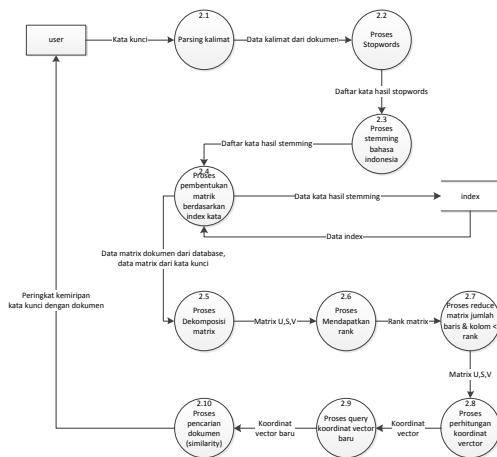 user
Kata kunci
2.1
Parsing kalimat
Data kalimat dari dokumen
2.2
Proses
Stopwords
Daftar kata hasil stopwords
2.3
Proses
stemming
bahasa
indonesia
Daftar kata hasil stemming
2.4
Proses
pembentukan
matrik
berdasarkan
index kata
Data kata hasil stemming
index
Data index
Data matrix dokumen dari database,
data matrix dari kata kunci
2.5
Proses
Dekomposisi
matrix
Matrix U,S,V
2.6
Proses
Mendapatkan
rank
Rank matrix
2.7
Proses reduce
matrix jumlah
baris & kolom <
rank
Matrix U,S,V
2.8
Proses
perhitungan
koordinat
verctor
Koordinat
vector
2.9
Proses query
koordinat vector
baru
Koordinat
vector baru
2.10
Proses
pencarian
dokumen
(similarity)
Peringkat kemiripan
kata kunci dengan dokumen